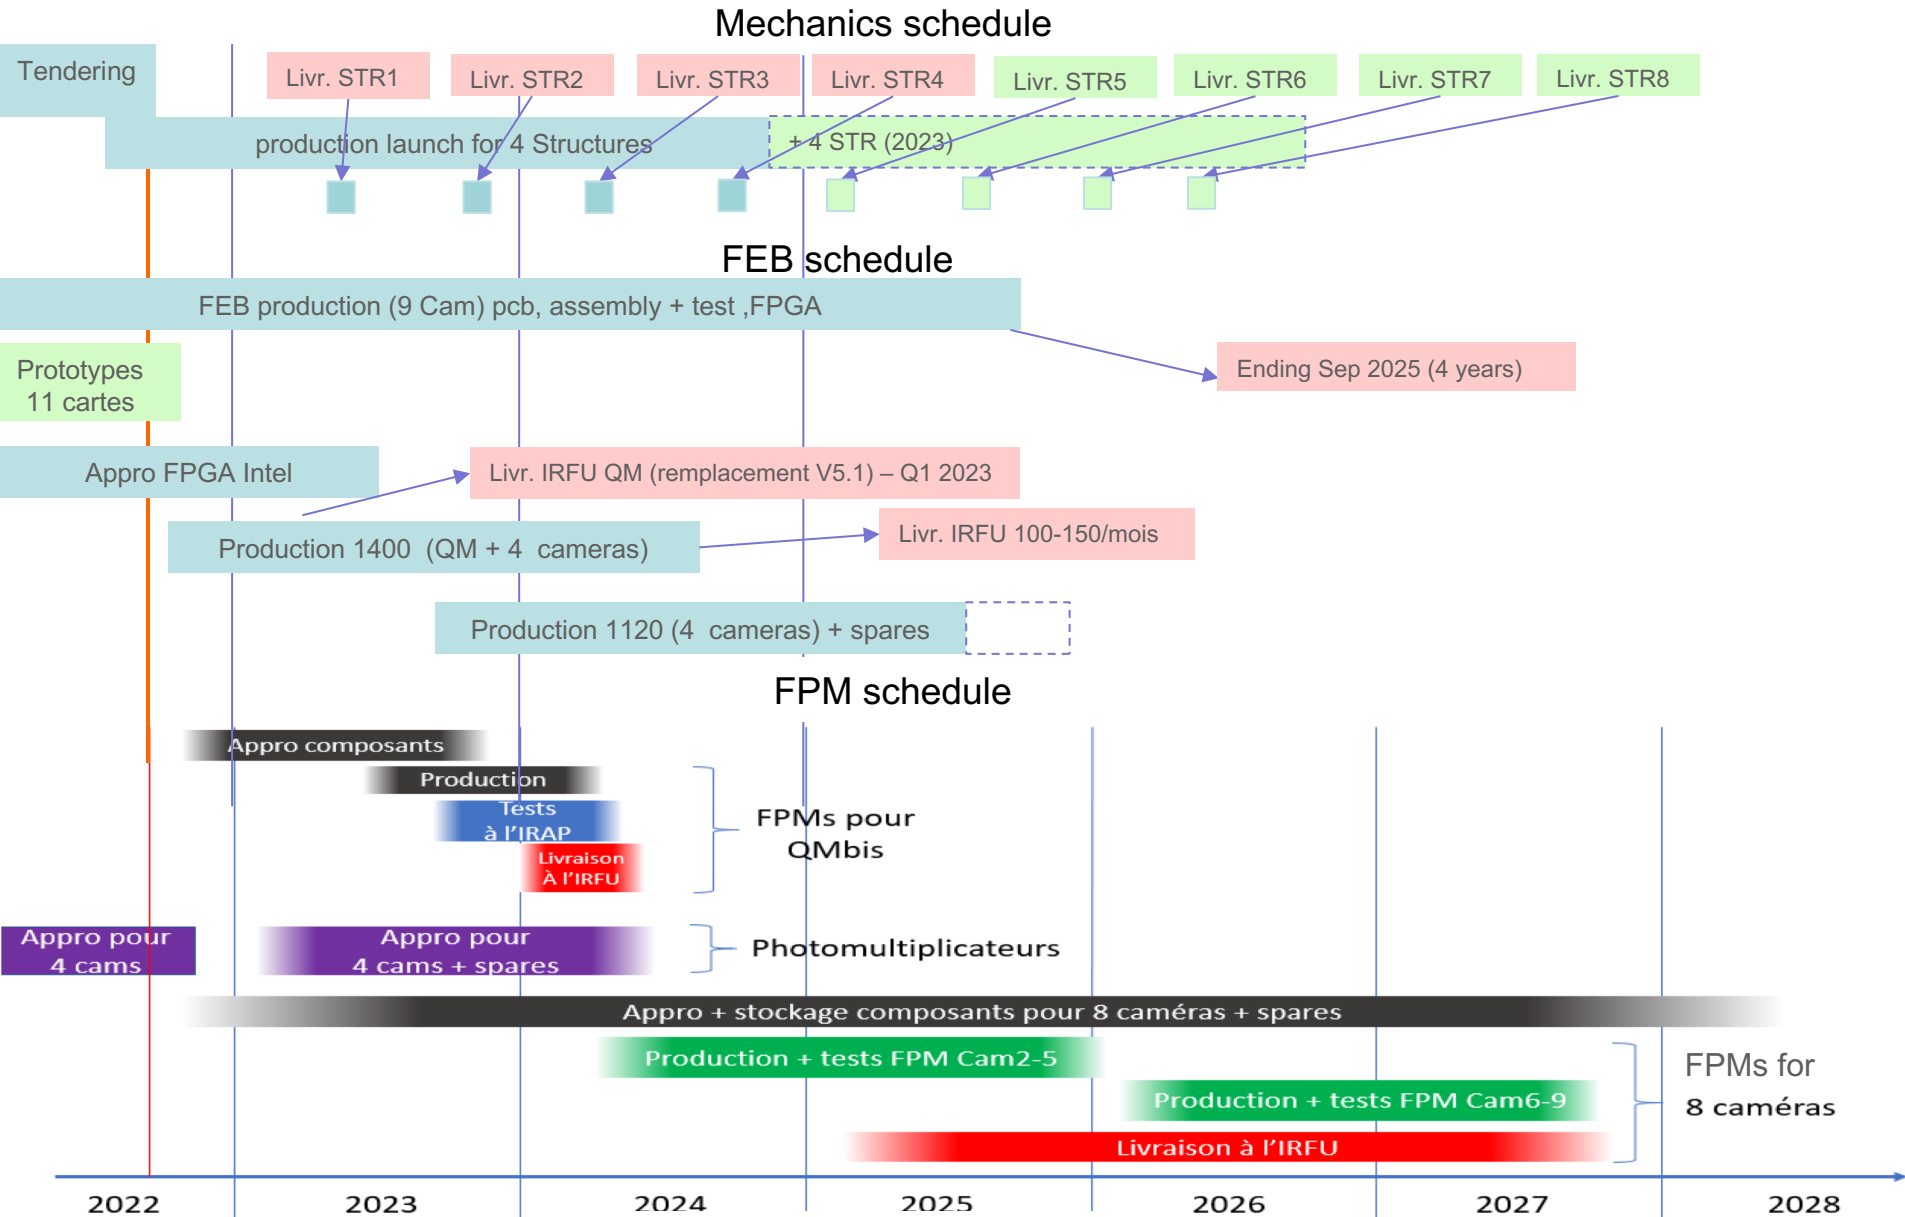 Mechanics schedule
Tendering
Livr. STR1
Livr. STR2
Livr. STR3
Livr. STR4
Livr. STR5
Livr. STR6
Livr. STR7
Livr. STR8
production launch for 4 Structures
+ 4 STR (2023)
FEB schedule
FEB production (9 Cam) pcb, assembly + test ,FPGA
Ending Sep 2025 (4 years)
Prototypes
11 cartes
Appro FPGA Intel
Livr. IRFU QM (remplacement V5.1) – Q1 2023
Production 1400 (QM + 4 cameras)
Livr. IRFU 100-150/mois
Production 1120 (4 cameras) + spares
FPM schedule
Appro composants
Production
Tests
à l'IRAP
Livraison
À l'IRFU
FPMs pour
QMbis
Appro pour
4 cams
Appro pour
4 cams + spares
Photomultiplicateurs
Appro + stockage composants pour 8 caméras + spares
Production + tests FPM Cam2-5
Production + tests FPM Cam6-9
Livraison à l'IRFU
FPMs for
8 caméras
2022
2023
2024
2025
2026
2027
2028